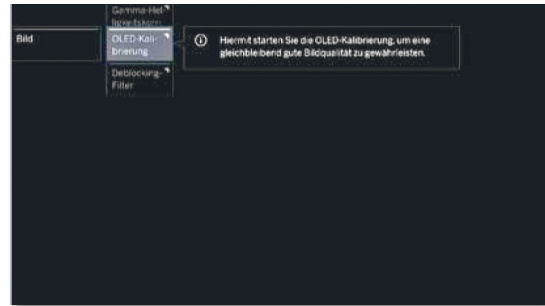 Gamma-Hel-
ligkeitskorr-
Bild
OLED-Kali-
brierung
Hiermit starten Sie die OLED-Kalibrierung, um eine
gleichbleibend gute Bildqualität zu gewährleisten.
Deblocking-
Filter